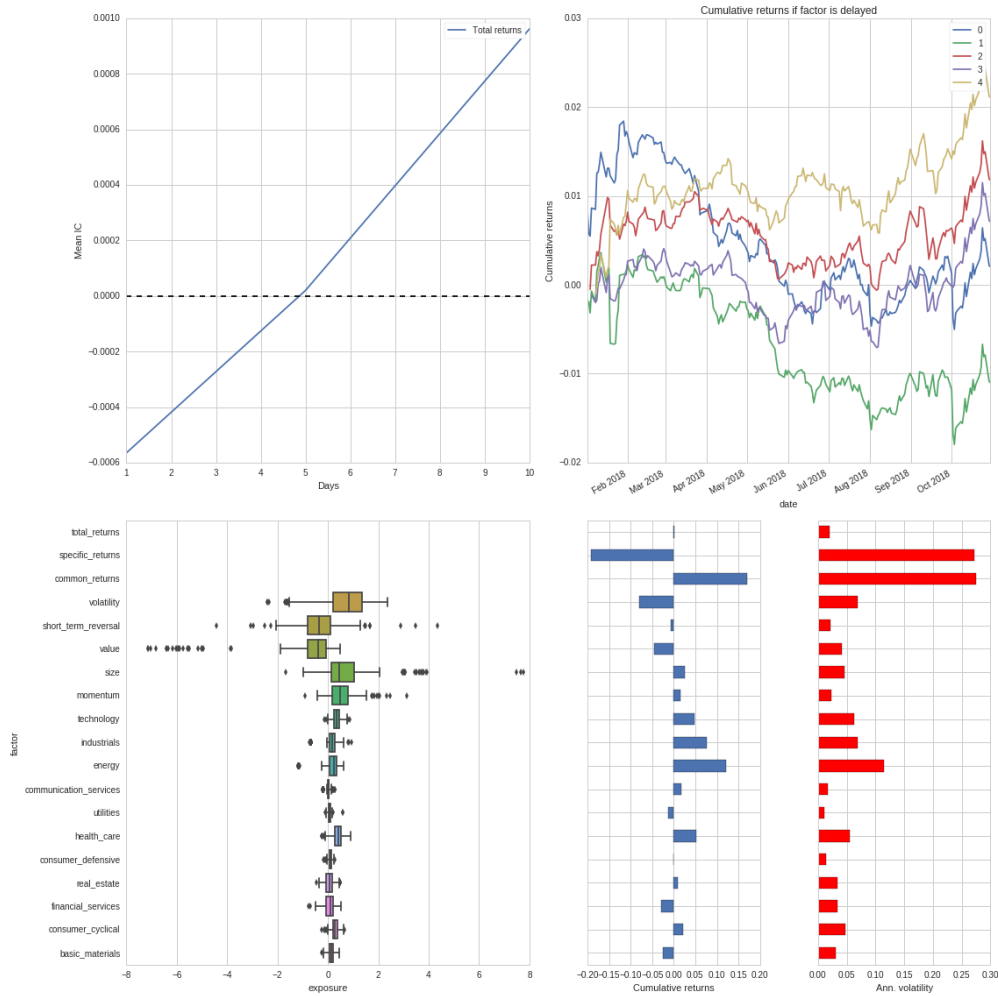 0.0010
0.0008
0.0006
0.0004
0.0002
0.0000
−0.0002
−0.0004
−0.0006
Mean IC
1 2 3 4 5 6 7 8 9 10
Days
Total returns
Cumulative returns if factor is delayed
0
1
2
3
4
0.03
0.02
0.01
0.00
−0.01
−0.02
Cumulative returns
Feb 2018 Mar 2018 Apr 2018 May 2018 Jun 2018 Jul 2018 Aug 2018 Sep 2018 Oct 2018
date
total_returns
specific_returns
common_returns
volatility
short_term_reversal
value
size
momentum
technology
industrials
energy
communication_services
utilities
health_care
consumer_defensive
real_estate
financial_services
consumer_cyclical
basic_materials
factor
−8 −6 −4 −2 0 2 4 6 8
exposure
−0.20 −0.15 −0.10 −0.05 0.00 0.05 0.10 0.15 0.20
Cumulative returns
0.00 0.05 0.10 0.15 0.20 0.25 0.30
Ann. volatility